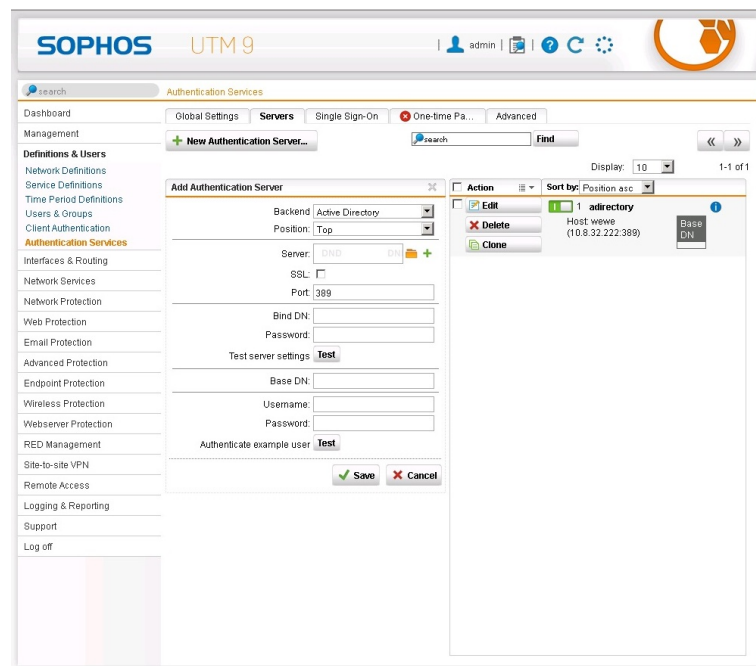 SOPHOS UTM 9
admin
search
Authentication Services
Dashboard
Management
Definitions & Users
Network Definitions
Service Definitions
Time Period Definitions
Users & Groups
Client Authentication
Authentication Services
Interfaces & Routing
Network Services
Network Protection
Web Protection
Email Protection
Advanced Protection
Endpoint Protection
Wireless Protection
Webserver Protection
RED Management
Site-to-site VPN
Remote Access
Logging & Reporting
Support
Log off
Global Settings Servers Single Sign-On One-time Pa... Advanced
New Authentication Server...
search Find
Display: 10 1-1 of 1
Add Authentication Server
Backend Active Directory
Position: Top
Server: DND DND
SSL:
Port: 389
Bind DN:
Password:
Test server settings Test
Base DN:
Username:
Password:
Authenticate example user Test
Save Cancel
Action Sort by: Position asc
Edit
Delete
Clone
1 adirectory
Host: wewe
(10.8.32.222:389)
Base
DN